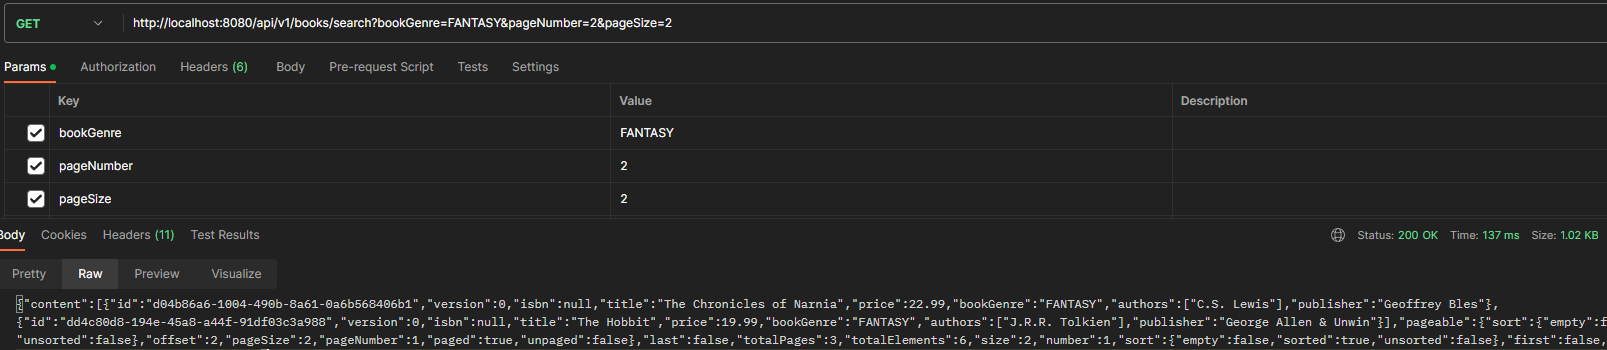 GET http://localhost:8080/api/v1/books/search?bookGenre=FANTASY&pageNumber=2&pageSize=2
Params Authorization Headers (6) Body Pre-request Script Tests Settings
Key Value Description
bookGenre FANTASY
pageNumber 2
pageSize 2
Body Cookies Headers (11) Test Results Status: 200 OK Time: 137 ms Size: 1.02 KB
Pretty Raw Preview Visualize
{"content":[{"id":"d04b86a6-1004-490b-8a61-0a6b568406b1","version":0,"isbn":null,"title":"The Chronicles of Narnia","price":22.99,"bookGenre":"FANTASY","authors":["C.S. Lewis"],"publisher":"Geoffrey Bles"},
{"id":"dd4c80d8-194e-45a8-a44f-91df03c3a988","version":0,"isbn":null,"title":"The Hobbit","price":19.99,"bookGenre":"FANTASY","authors":["J.R.R. Tolkien"],"publisher":"George Allen & Unwin"}],"pageable":{"sort":{"empty":f
"unsorted":false},"offset":2,"pageSize":2,"pageNumber":1,"paged":true,"unpaged":false},"last":false,"totalPages":3,"totalElements":6,"size":2,"number":1,"sort":{"empty":false,"sorted":true,"unsorted":false},"first":false,